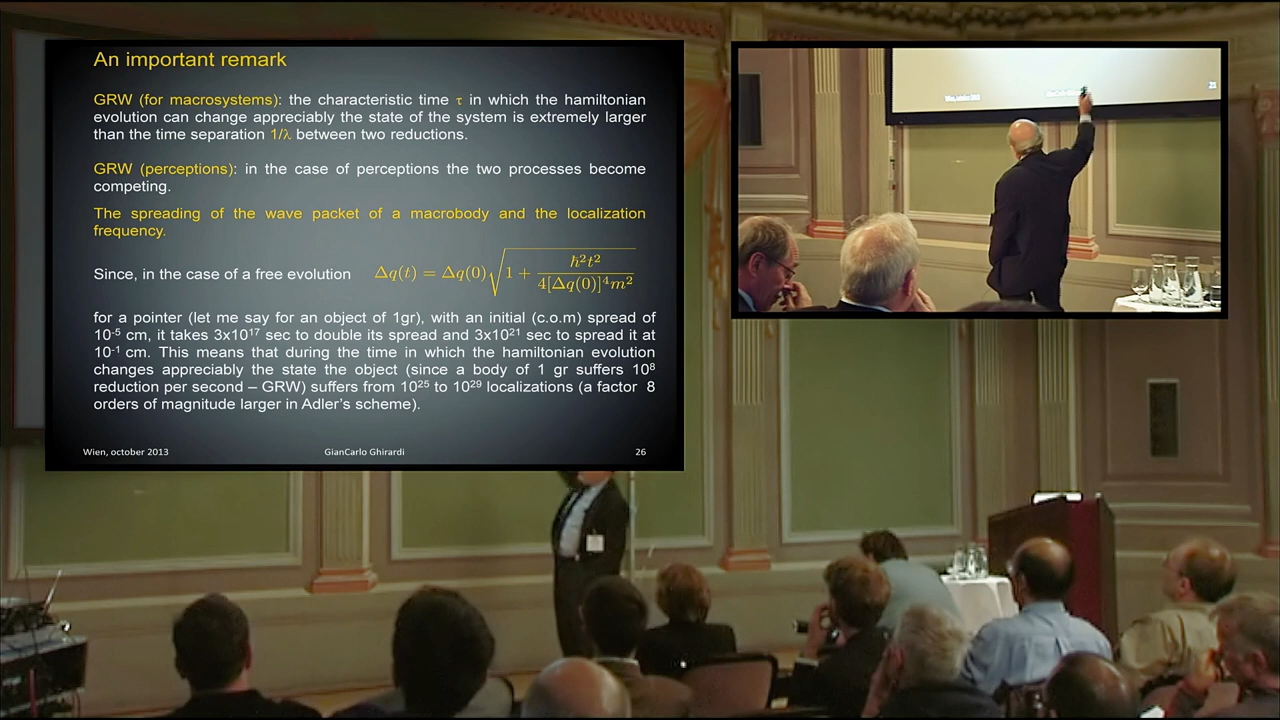 An important remark
GRW (for macrosystems): the characteristic time τ in which the hamiltonian
evolution can change appreciably the state of the system is extremely larger
than the time separation 1/λ between two reductions.
GRW (perceptions): in the case of perceptions the two processes become
competing.
The spreading of the wave packet of a macrobody and the localization
frequency.
Since, in the case of a free evolution Δq(t) = Δq(0)√(1 + ħ²t²/(4[Δq(0)]⁴m²))
for a pointer (let me say for an object of 1gr), with an initial (c.o.m) spread of
10⁻⁵ cm, it takes 3x10¹⁷ sec to double its spread and 3x10²¹ sec to spread it at
10⁻¹ cm. This means that during the time in which the hamiltonian evolution
changes appreciably the state the object (since a body of 1 gr suffers 10⁸
reduction per second – GRW) suffers from 10²⁵ to 10²⁹ localizations (a factor 8
orders of magnitude larger in Adler's scheme).
Wien, october 2013 GianCarlo Ghirardi 26